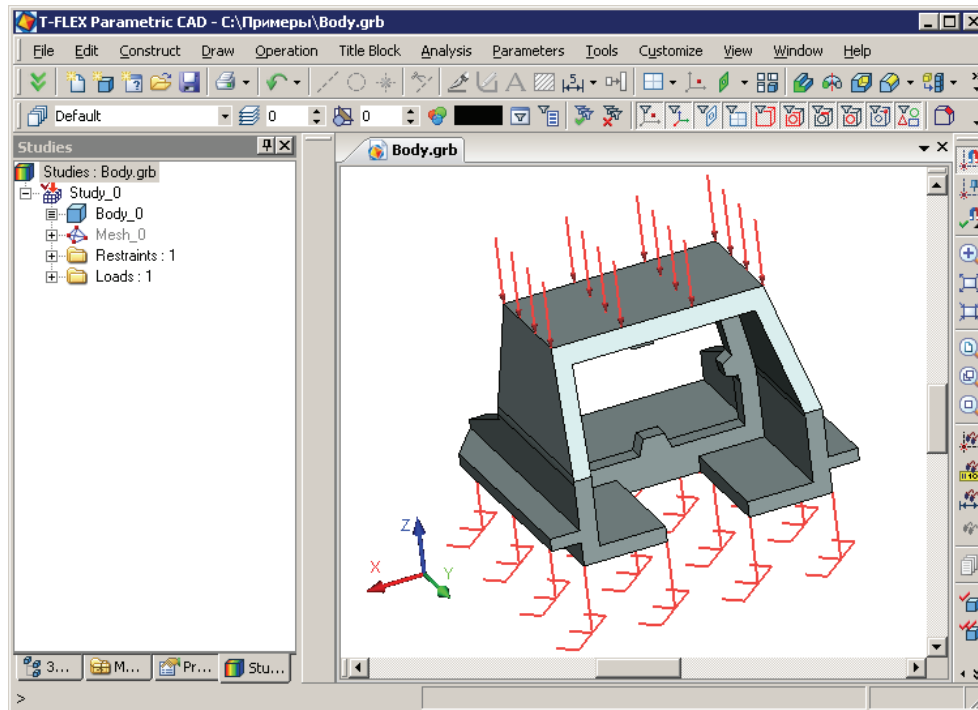 T-FLEX Parametric CAD - C:\Примеры\Body.grb
File Edit Construct Draw Operation Title Block Analysis Parameters Tools Customize View Window Help
Default 0 0
Studies
Body.grb
Studies : Body.grb
Study_0
Body_0
Mesh_0
Restraints : 1
Loads : 1
Z
X
Y
З... М... Pr... Stu...
>